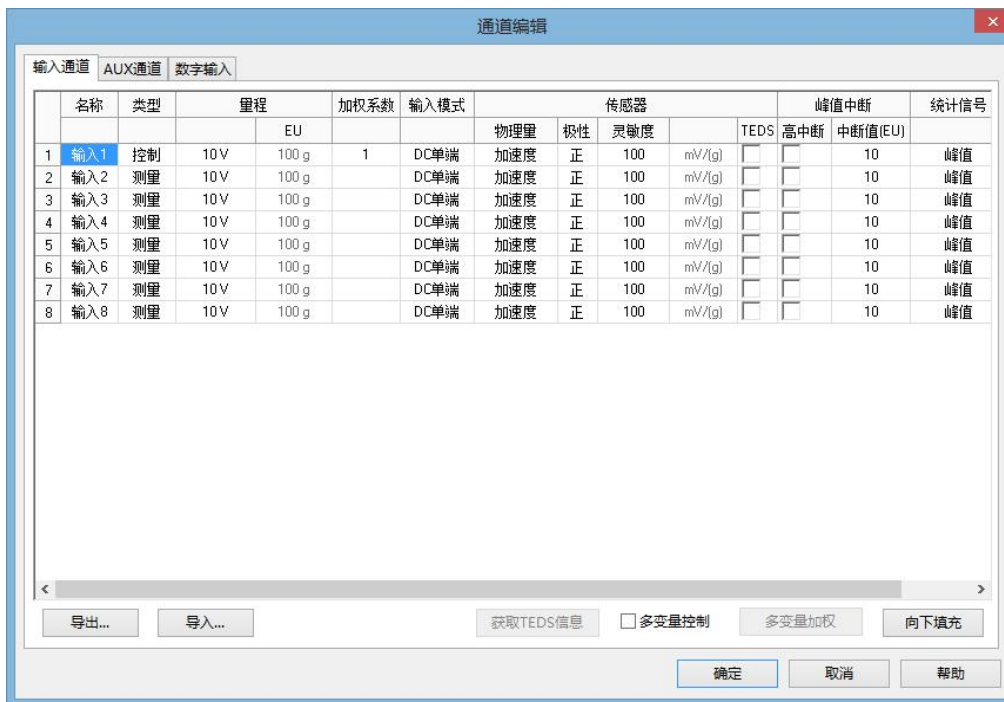 通道编辑
输入通道 AUX通道 数字输入
名称 类型 量程 加权系数 输入模式 传感器 峰值中断 统计信号
EU 物理量 极性 灵敏度 TEDS 高中断 中断值(EU)
1 输入1 控制 10 V 100 g 1 DC单端 加速度 正 100 mV/(g) 10 峰值
2 输入2 测量 10 V 100 g DC单端 加速度 正 100 mV/(g) 10 峰值
3 输入3 测量 10 V 100 g DC单端 加速度 正 100 mV/(g) 10 峰值
4 输入4 测量 10 V 100 g DC单端 加速度 正 100 mV/(g) 10 峰值
5 输入5 测量 10 V 100 g DC单端 加速度 正 100 mV/(g) 10 峰值
6 输入6 测量 10 V 100 g DC单端 加速度 正 100 mV/(g) 10 峰值
7 输入7 测量 10 V 100 g DC单端 加速度 正 100 mV/(g) 10 峰值
8 输入8 测量 10 V 100 g DC单端 加速度 正 100 mV/(g) 10 峰值
导出... 导入... 获取TEDS信息 多变量控制 多变量加权 向下填充
确定 取消 帮助